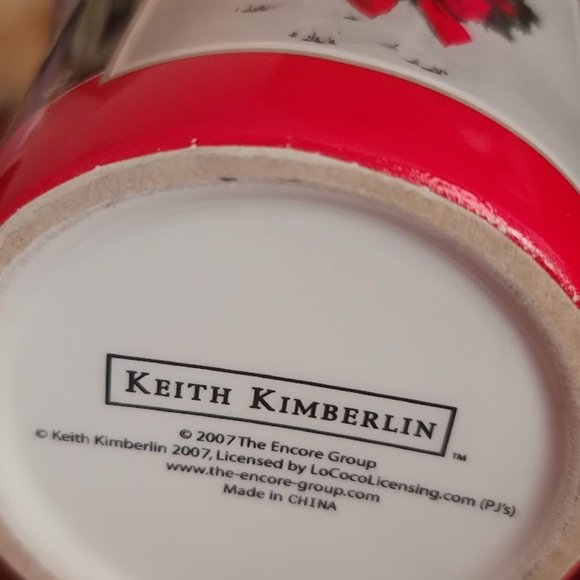 KEITH KIMBERLIN ™
© 2007 The Encore Group
© Keith Kimberlin 2007, Licensed by LoCocoLicensing.com (PJ's)
www.the-encore-group.com
Made in CHINA